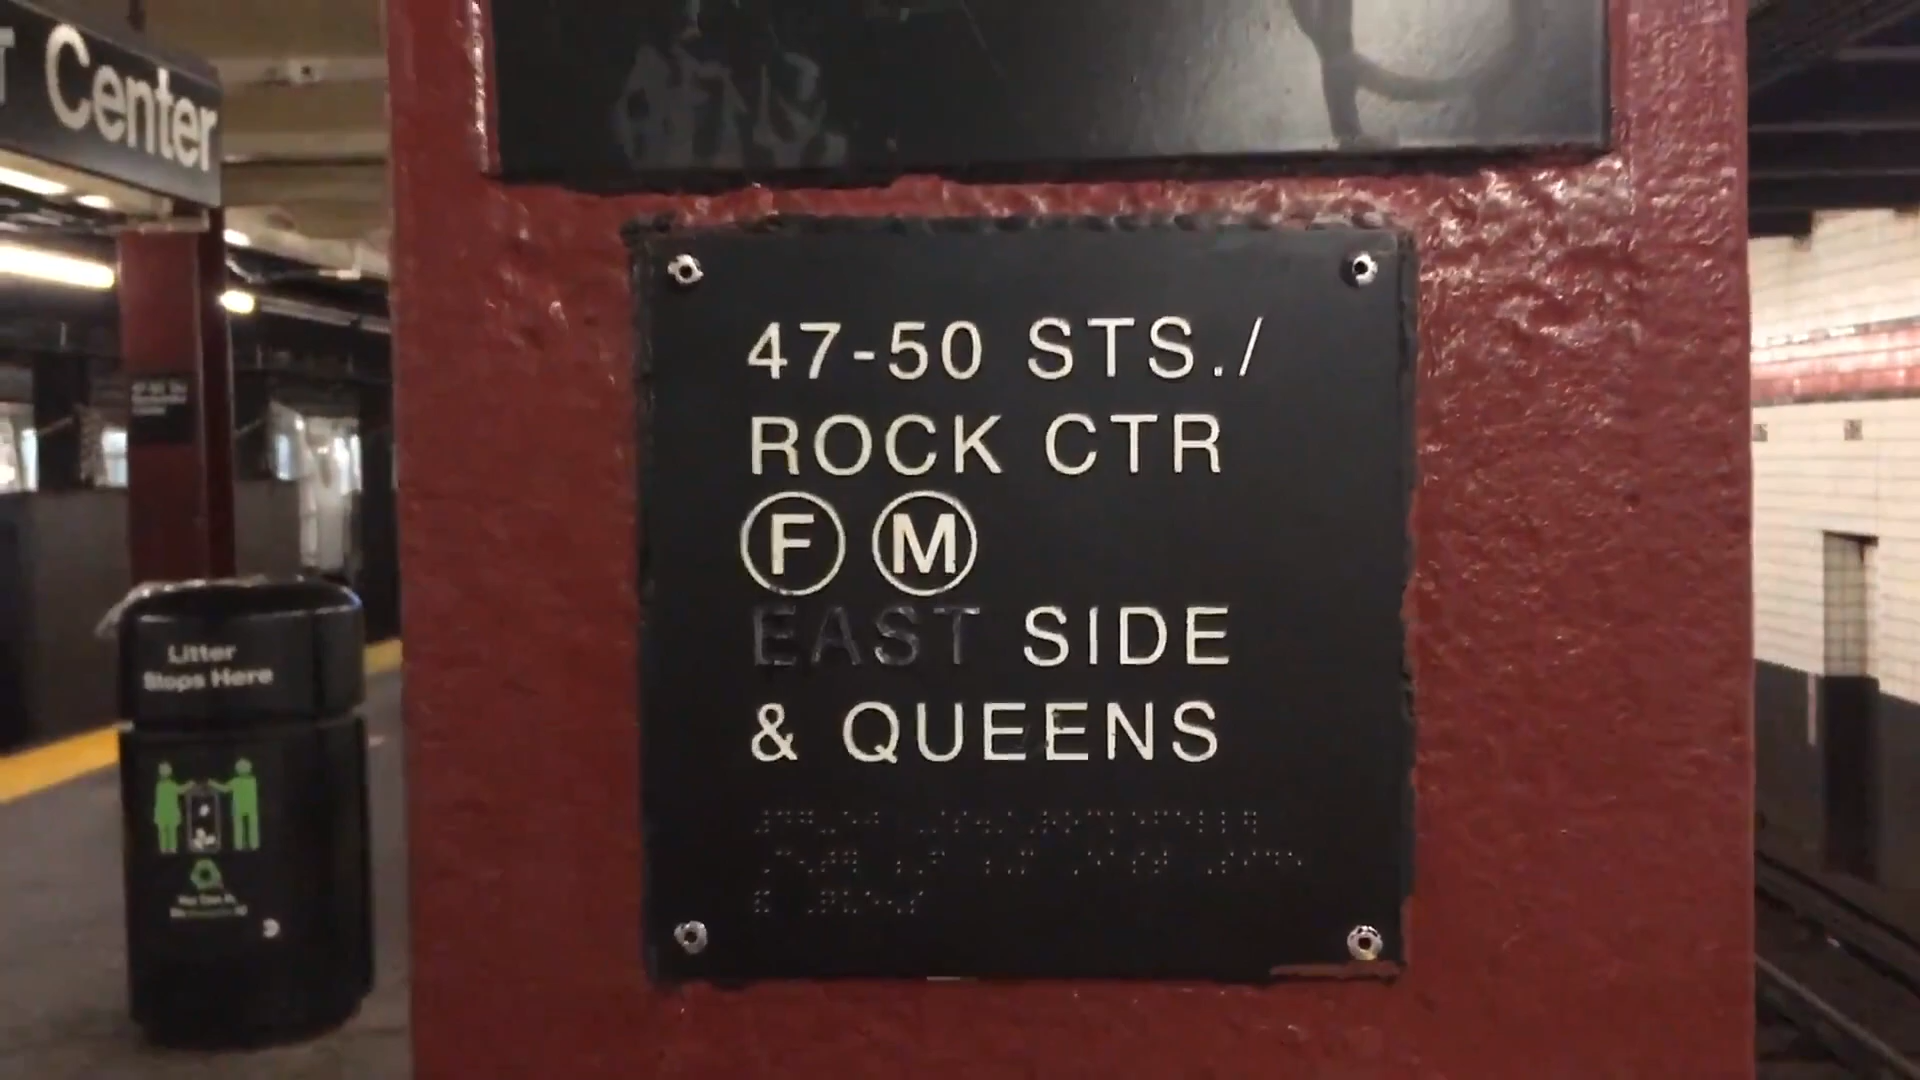 Center
47-50 STS./
ROCK CTR
F M
EAST SIDE
& QUEENS
Litter
Stops Here